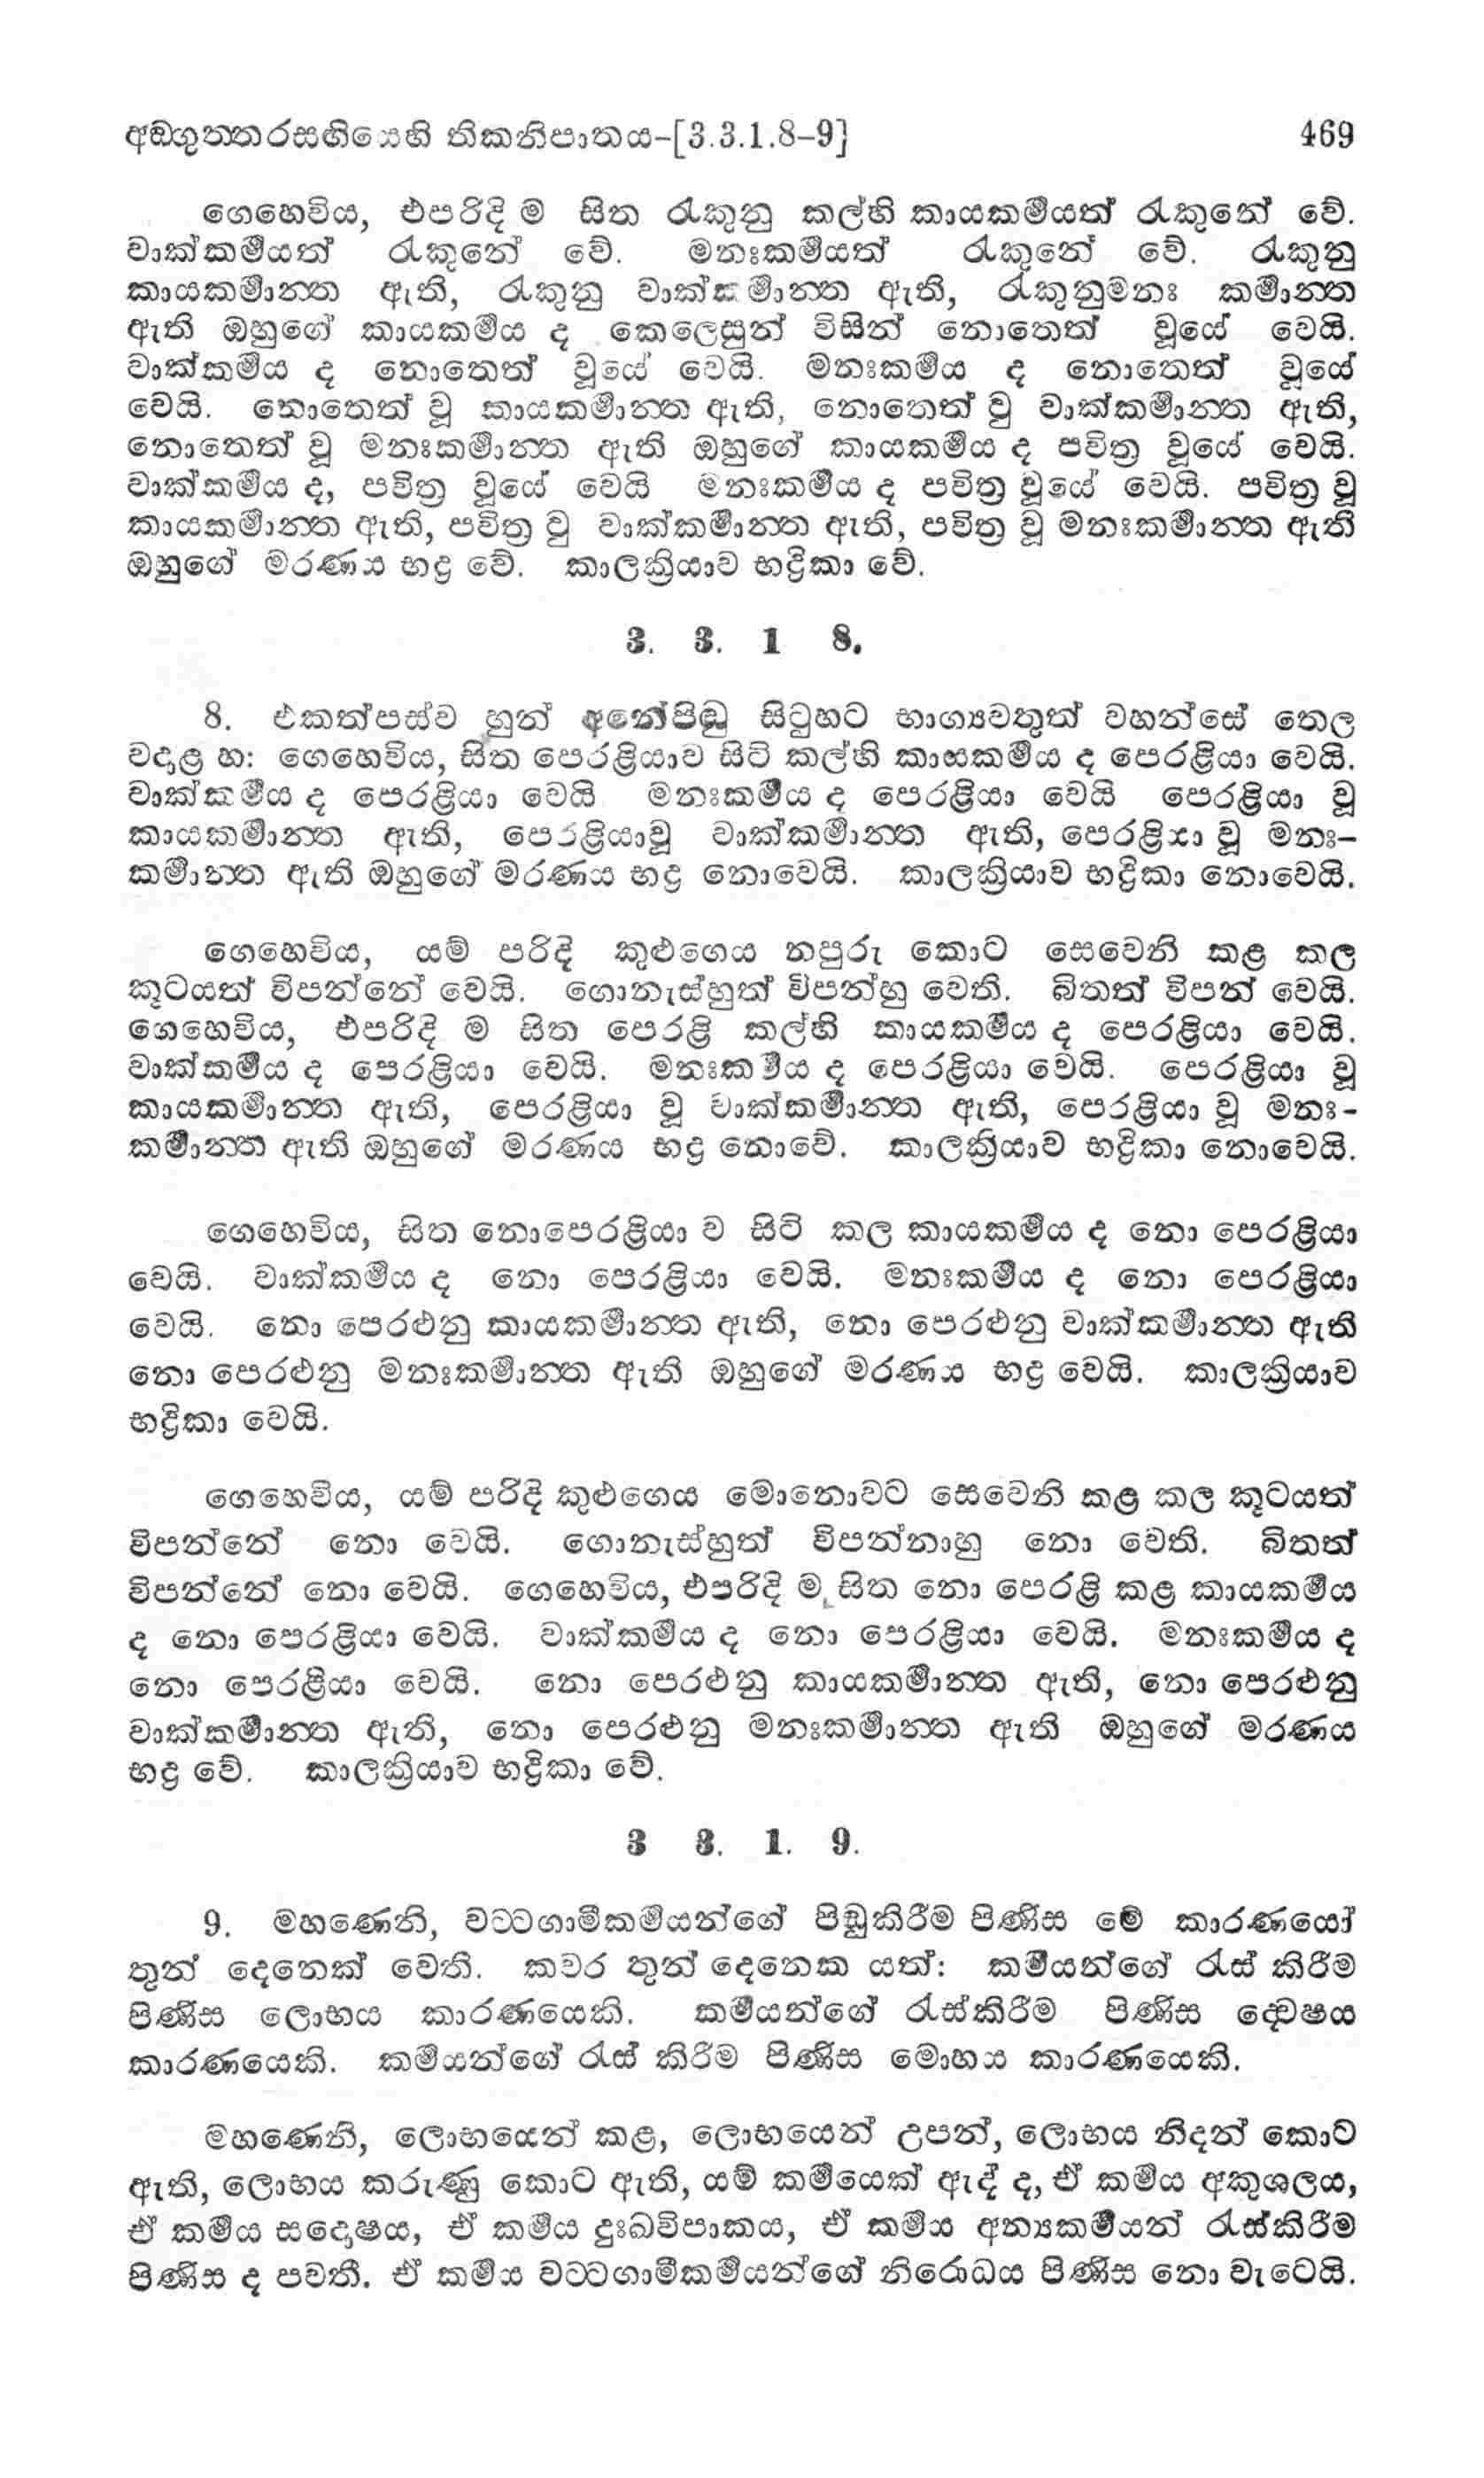 අඞගුත්තරසඟියෙහි තිකනිපාතය-[3.3.1.8-9] 469
ගෙහෙවිය, එපරිදි ම සිත රැකුනු කල්හි කායකර්‍මයත් රැකුනේ වේ.
වාක්කර්‍මයත් රැකුනේ වේ. මනඃකර්‍මයත් රැකුනේ වේ. රැකුනු
කායකර්‍මාන්ත ඇති, රැකුනු වාක්කර්‍මාන්ත ඇති, රැකුනුමනඃ කර්‍මාන්ත
ඇති ඔහුගේ කායකර්‍මය ද කෙලෙසුන් විසින් නොතෙත් වූයේ වෙයි.
වාක්කර්‍මය ද නොතෙත් වූයේ වෙයි. මනඃකර්‍මය ද නොතෙත් වූයේ
වෙයි. නොතෙත් වූ කායකර්‍මාන්ත ඇති, නොතෙත් වු වාක්කර්‍මාන්ත ඇති,
නොතෙත් වූ මනඃකර්‍මාන්ත ඇති ඔහුගේ කායකර්‍මය ද පවිත්‍ර වූයේ වෙයි.
වාක්කර්‍මය ද, පවිත්‍ර වූයේ වෙයි මනඃකර්‍මය ද පවිත්‍ර වූයේ වෙයි. පවිත්‍ර වූ
කායකර්‍මාන්ත ඇති, පවිත්‍ර වු වාක්කර්‍මාන්ත ඇති, පවිත්‍ර වූ මනඃකර්‍මාන්ත ඇති
ඔහුගේ මරණය භද්‍ර වේ. කාලක්‍රියාව භද්‍රිකා වේ.
3. 3. 1 8.
8. එකත්පස්ව හුන් අනේපිඬු සිටුහට භාග්‍යවතුන් වහන්සේ තෙල
වදාළ හ: ගෙහෙවිය, සිත පෙරළියාව සිටි කල්හි කායකර්‍මය ද පෙරළියා වෙයි.
වාක්කර්‍මය ද පෙරළියා වෙයි මනඃකර්‍මය ද පෙරළියා වෙයි පෙරළියා වූ
කායකර්‍මාන්ත ඇති, පෙරළියාවූ වාක්කර්‍මාන්ත ඇති, පෙරළියා වූ මනඃ-
කර්‍මාන්ත ඇති ඔහුගේ මරණය භද්‍ර නොවෙයි. කාලක්‍රියාව භද්‍රිකා නොවෙයි.
ගෙහෙවිය, යම් පරිදි කුළුගෙය නපුරු කොට සෙවෙනි කළ කල
කූටයත් විපන්නේ වෙයි. ගොනැස්හුත් විපන්හු වෙති. බිතත් විපන් වෙයි.
ගෙහෙවිය, එපරිදි ම සිත පෙරළි කල්හි කායකර්‍මය ද පෙරළියා වෙයි.
වාක්කර්‍මය ද පෙරළියා වෙයි. මනඃකර්‍මය ද පෙරළියා වෙයි. පෙරළියා වූ
කායකර්‍මාන්ත ඇති, පෙරළියා වූ වාක්කර්‍මාන්ත ඇති, පෙරළියා වූ මනඃ-
කර්‍මාන්ත ඇති ඔහුගේ මරණය භද්‍ර නොවේ. කාලක්‍රියාව භද්‍රිකා නොවෙයි.
ගෙහෙවිය, සිත නොපෙරළියා ව සිටි කල කායකර්‍මය ද නො පෙරළියා
වෙයි. වාක්කර්‍මය ද නො පෙරළියා වෙයි. මනඃකර්‍මය ද නො පෙරළියා
වෙයි. නො පෙරළුනු කායකර්‍මාන්ත ඇති, නො පෙරළුනු වාක්කර්‍මාන්ත ඇති
නො පෙරළුනු මනඃකර්‍මාන්ත ඇති ඔහුගේ මරණය භද්‍ර වෙයි. කාලක්‍රියාව
භද්‍රිකා වෙයි.
ගෙහෙවිය, යම් පරිදි කුළුගෙය මොනොවට සෙවෙනි කළ කල කූටයත්
විපන්නේ නො වෙයි. ගොනැස්හුත් විපන්නාහු නො වෙති. බිතත්
විපන්නේ නො වෙයි. ගෙහෙවිය, එපරිදි ම සිත නො පෙරළි කළ කායකර්‍මය
ද නො පෙරළියා වෙයි. වාක්කර්‍මය ද නො පෙරළියා වෙයි. මනඃකර්‍මය ද
නො පෙරළියා වෙයි. නො පෙරළුනු කායකර්‍මාන්ත ඇති, නො පෙරළුනු
වාක්කර්‍මාන්ත ඇති, නො පෙරළුනු මනඃකර්‍මාන්ත ඇති ඔහුගේ මරණය
භද්‍ර වේ. කාලක්‍රියාව භද්‍රිකා වේ.
3 3. 1. 9.
9. මහණෙනි, වට්ටගාමීකර්‍මයන්ගේ පිඬුකිරීම පිණිස මේ කාරණයෝ
තුන් දෙනෙක් වෙති. කවර තුන් දෙනෙක යත්: කර්‍මයන්ගේ රැස් කිරීම
පිණිස ලොභය කාරණයෙකි. කර්‍මයන්ගේ රැස්කිරීම පිණිස ද්වෙෂය
කාරණයෙකි. කර්‍මයන්ගේ රැස් කිරීම පිණිස මොහය කාරණයෙකි.
මහණෙනි, ලොභයෙන් කළ, ලොභයෙන් උපන්, ලොභය නිදන් කොට
ඇති, ලොභය කරුණු කොට ඇති, යම් කර්‍මයෙක් ඇද් ද, ඒ කර්‍මය අකුශලය,
ඒ කර්‍මය සදොෂය, ඒ කර්‍මය දුඃඛවිපාකය, ඒ කර්‍මය අන්‍යකර්‍මයන් රැස්කිරීම
පිණිස ද පවතී. ඒ කර්‍මය වට්ටගාමීකර්‍මයන්ගේ නිරොධය පිණිස නො වැටෙයි.